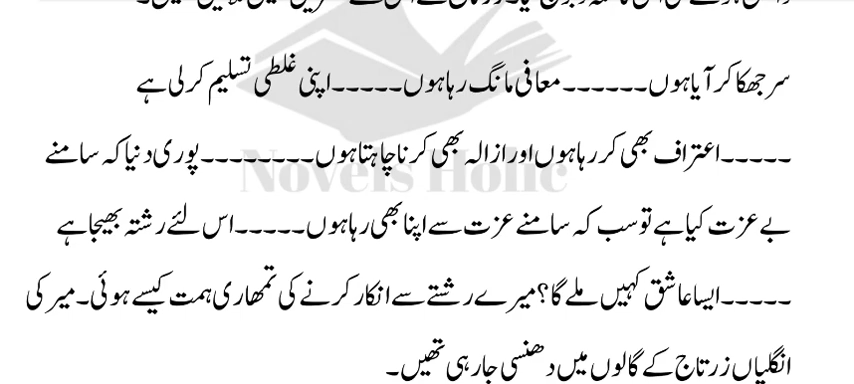 سر جھکا کر آیا ہوں۔۔۔۔۔۔۔معافی مانگ رہا ہوں۔۔۔۔۔۔اپنی غلطی تسلیم کر لی ہے
۔۔۔۔۔اعتراف بھی کر رہا ہوں اور ازالہ بھی کرنا چاہتا ہوں۔۔۔۔۔۔۔۔پوری دنیا کہ سامنے
Novels Holic
بے عزت کیا ہے تو سب کہ سامنے عزت سے اپنا بھی رہا ہوں۔۔۔۔۔اس لئے رشتہ بھیجا ہے
۔۔۔۔۔ایسا عاشق کہیں ملے گا؟ میرے رشتے سے انکار کرنے کی تمھاری ہمت کیسے ہوئی۔میر کی
انگلیاں زرتاج کے گالوں میں دھنسی جا رہی تھیں۔